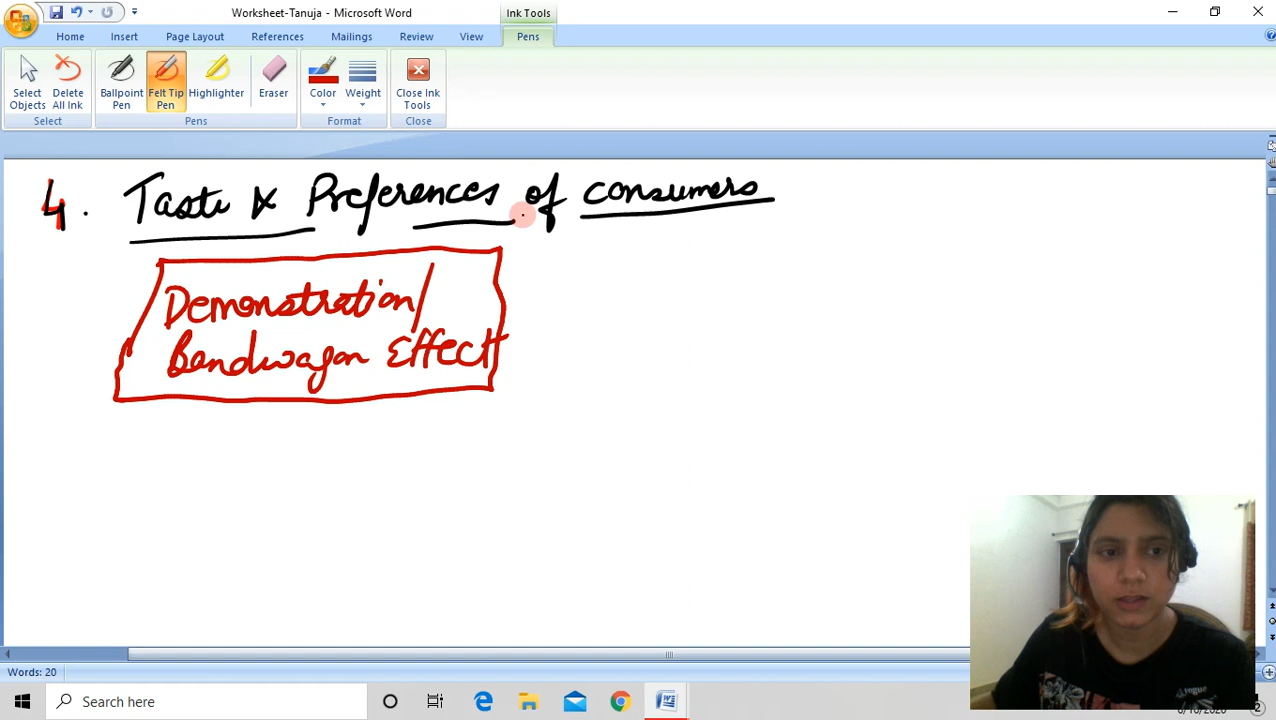 Worksheet-Tanuja - Microsoft Word
Ink Tools
Home Insert Page Layout References Mailings Review View Pens
Select Objects
Delete All Ink
Ballpoint Pen
Felt Tip Pen
Highlighter
Eraser
Color
Weight
Close Ink Tools
Select Pens Format Close
4. Taste & Preferences of consumers
Demonstration/
Bandwagon Effect
vogue
Words: 20
Search here
2